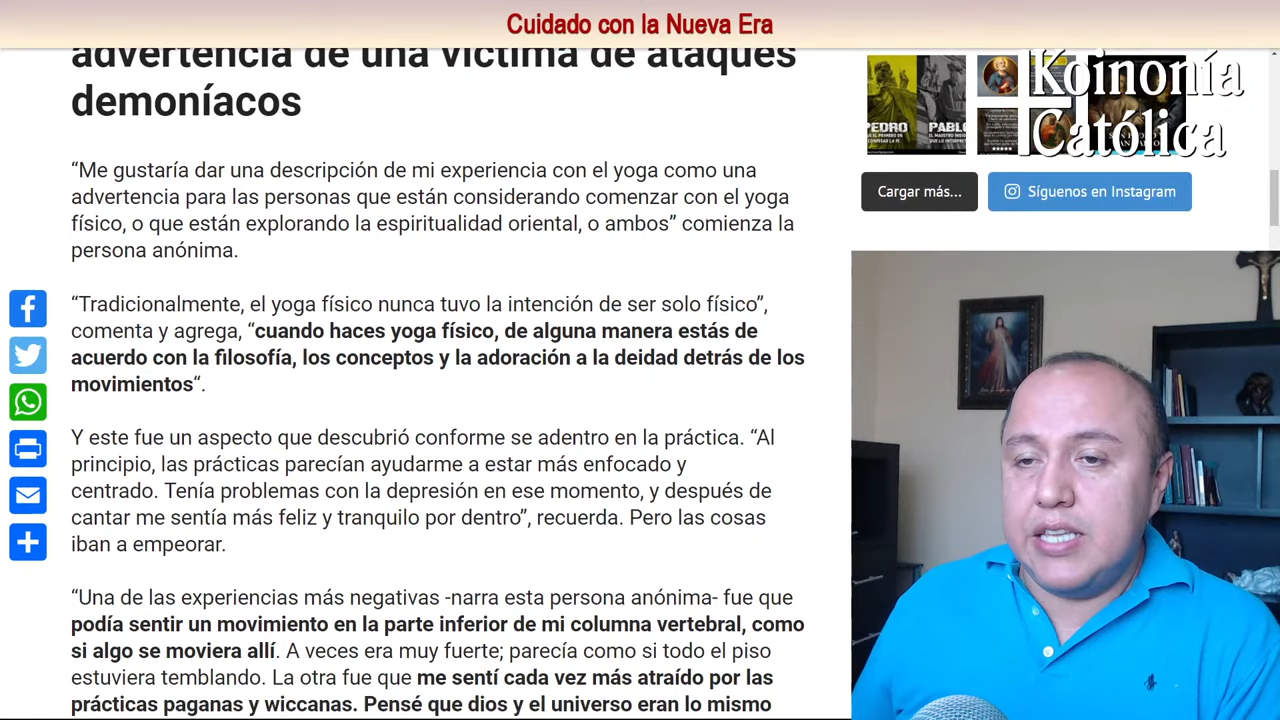 Cuidado con la Nueva Era
advertencia de una víctima de ataques
demoníacos
“Me gustaría dar una descripción de mi experiencia con el yoga como una
advertencia para las personas que están considerando comenzar con el yoga
físico, o que están explorando la espiritualidad oriental, o ambos” comienza la
persona anónima.
“Tradicionalmente, el yoga físico nunca tuvo la intención de ser solo físico”,
comenta y agrega, “cuando haces yoga físico, de alguna manera estás de
acuerdo con la filosofía, los conceptos y la adoración a la deidad detrás de los
movimientos“.
Y este fue un aspecto que descubrió conforme se adentro en la práctica. “Al
principio, las prácticas parecían ayudarme a estar más enfocado y
centrado. Tenía problemas con la depresión en ese momento, y después de
cantar me sentía más feliz y tranquilo por dentro”, recuerda. Pero las cosas
iban a empeorar.
“Una de las experiencias más negativas -narra esta persona anónima- fue que
podía sentir un movimiento en la parte inferior de mi columna vertebral, como
si algo se moviera allí. A veces era muy fuerte; parecía como si todo el piso
estuviera temblando. La otra fue que me sentí cada vez más atraído por las
prácticas paganas y wiccanas. Pensé que dios y el universo eran lo mismo
Koinonía
Católica
PEDRO
PABLO
Cargar más...
Síguenos en Instagram